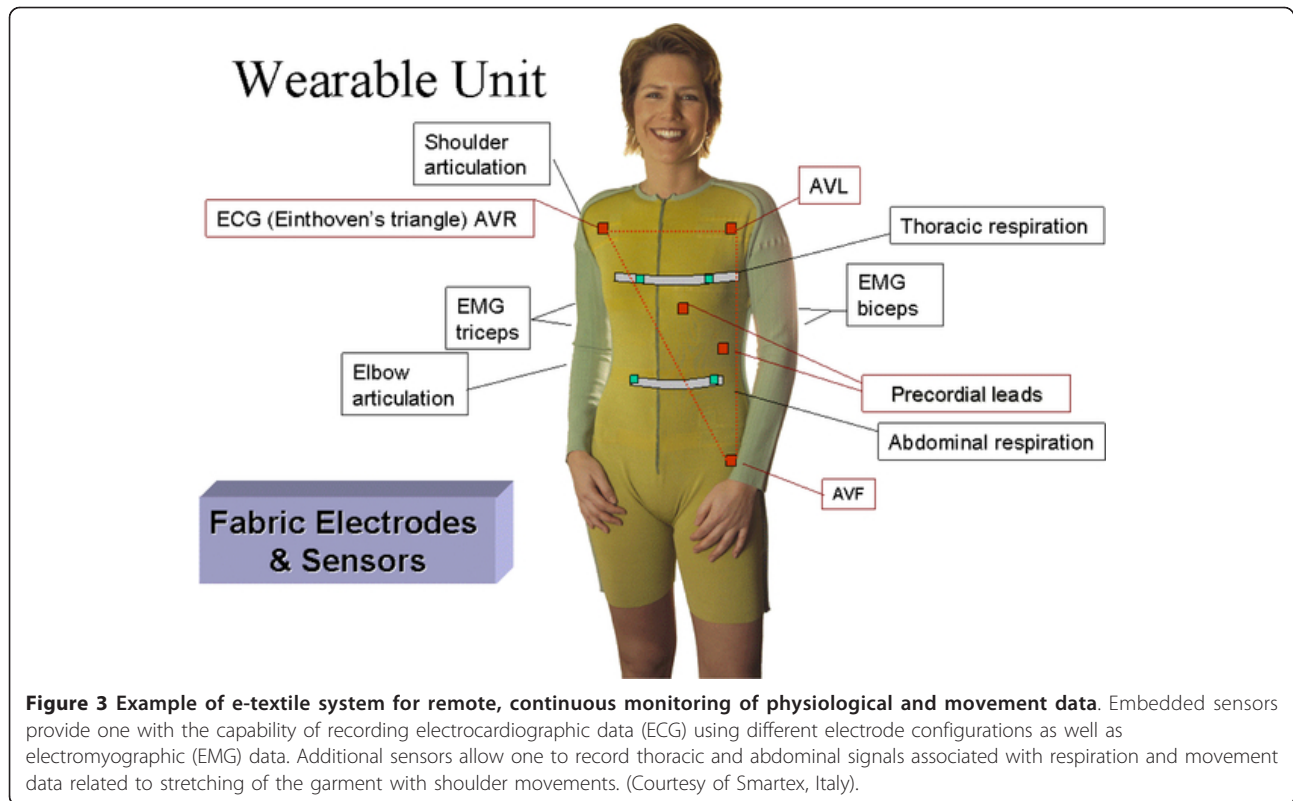 Wearable Unit
Shoulder
articulation
ECG (Einthoven's triangle) AVR
AVL
Thoracic respiration
EMG
triceps
EMG
biceps
Elbow
articulation
Precordial leads
Abdominal respiration
AVF
Fabric Electrodes
& Sensors
Figure 3 Example of e-textile system for remote, continuous monitoring of physiological and movement data. Embedded sensors
provide one with the capability of recording electrocardiographic data (ECG) using different electrode configurations as well as
electromyographic (EMG) data. Additional sensors allow one to record thoracic and abdominal signals associated with respiration and movement
data related to stretching of the garment with shoulder movements. (Courtesy of Smartex, Italy).